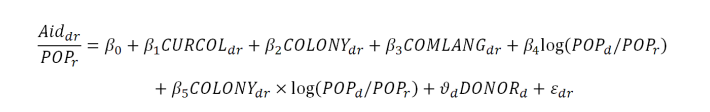 Aid_dr / POP_r = β_0 + β_1CURCOL_dr + β_2COLONY_dr + β_3COMLANG_dr + β_4log(POP_d/POP_r)
+ β_5COLONY_dr × log(POP_d/POP_r) + ϑ_dDONOR_d + ε_dr